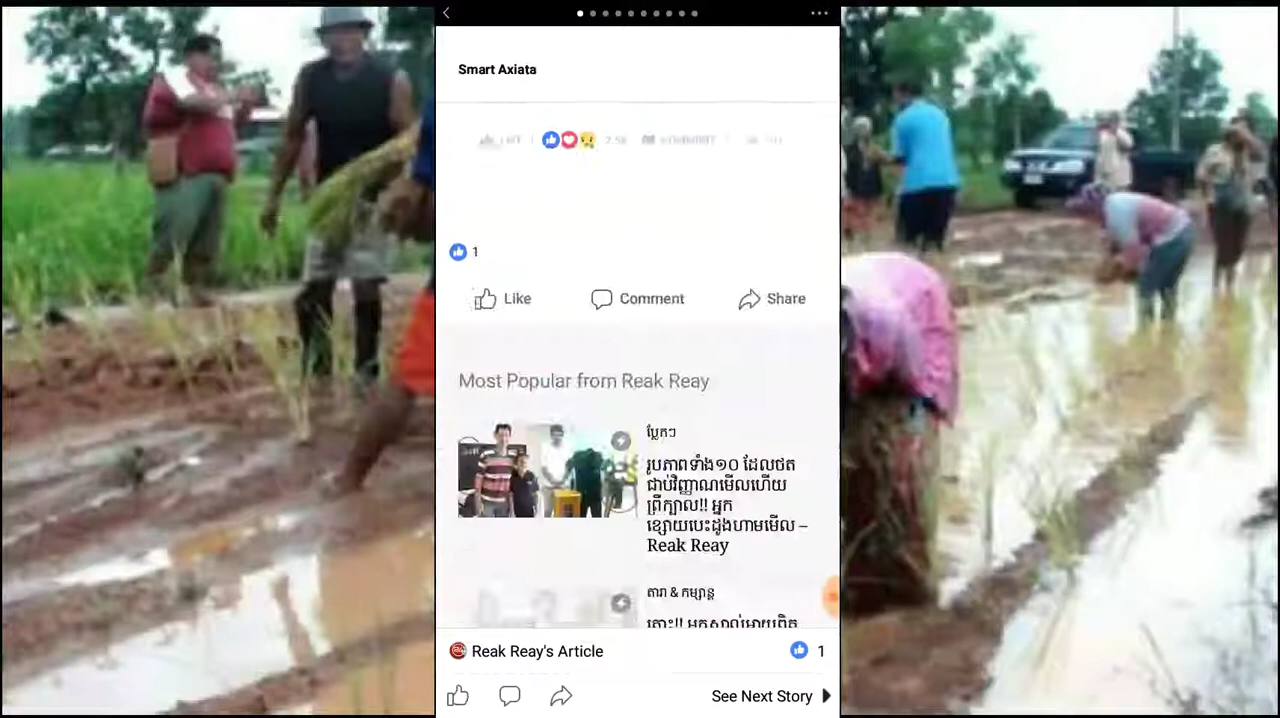 Smart Axiata
1
Like
Comment
Share
Most Popular from Reak Reay
ប្លែកៗ
រូបភាពទាំង១០ ដែលថត
ជាប់វិញ្ញាណមើលហើយ
ព្រឺក្បាល!! អ្នក
ខ្សោយបេះដូងហាមមើល –
Reak Reay
តារា & កម្សាន្ត
Reak Reay's Article
1
See Next Story